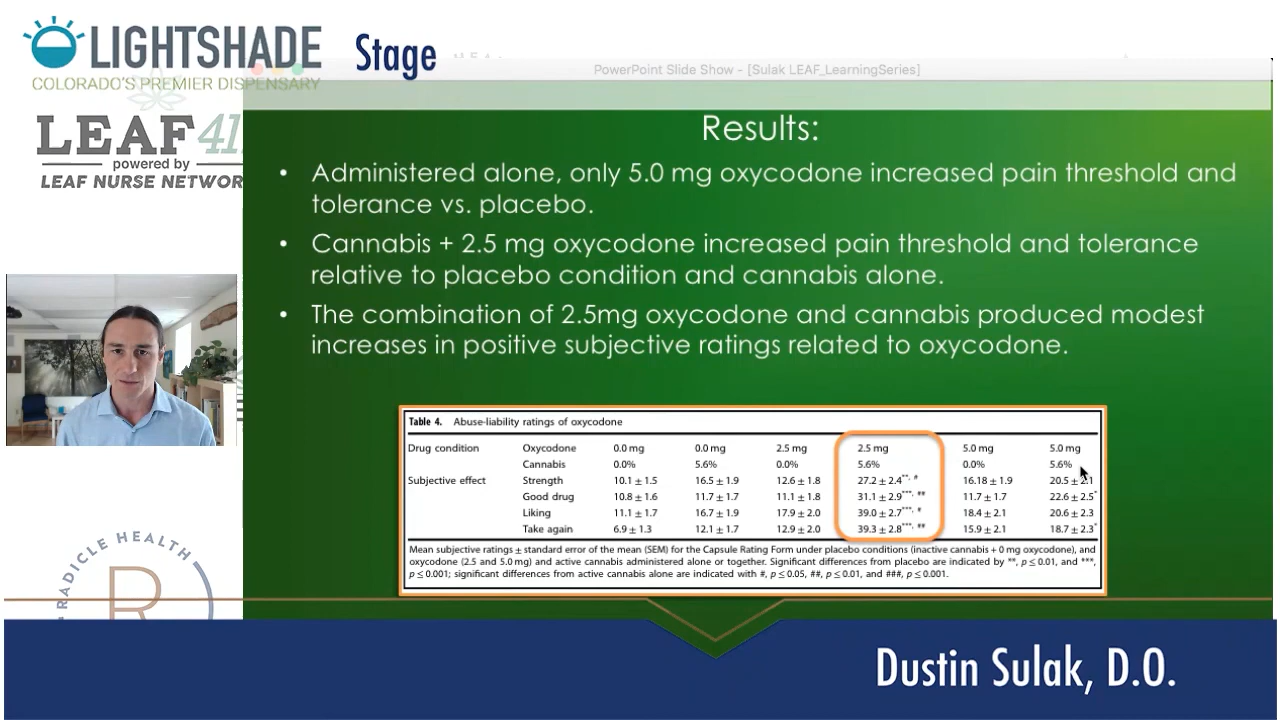 LIGHTSHADE
COLORADO'S PREMIER DISPENSARY
Stage
PowerPoint Slide Show - [Sulak LEAF_LearningSeries]
LEAF 41
powered by
LEAF NURSE NETWOR
Results:
• Administered alone, only 5.0 mg oxycodone increased pain threshold and
tolerance vs. placebo.
• Cannabis + 2.5 mg oxycodone increased pain threshold and tolerance
relative to placebo condition and cannabis alone.
• The combination of 2.5mg oxycodone and cannabis produced modest
increases in positive subjective ratings related to oxycodone.
Table 4. Abuse-liability ratings of oxycodone
Drug condition Oxycodone 0.0 mg 0.0 mg 2.5 mg 2.5 mg 5.0 mg 5.0 mg
Cannabis 0.0% 5.6% 0.0% 5.6% 0.0% 5.6%
Subjective effect Strength 10.1 ± 1.5 16.5 ± 1.9 12.6 ± 1.8 27.2 ± 2.4**, # 16.18 ± 1.9 20.5 ± 2.1
Good drug 10.8 ± 1.6 11.7 ± 1.7 11.1 ± 1.8 31.1 ± 2.9***, ## 11.7 ± 1.7 22.6 ± 2.5*
Liking 11.1 ± 1.7 16.7 ± 1.9 17.9 ± 2.0 39.0 ± 2.7***, # 18.4 ± 2.1 20.6 ± 2.3
Take again 6.9 ± 1.3 12.1 ± 1.7 12.9 ± 2.0 39.3 ± 2.8***, ## 15.9 ± 2.1 18.7 ± 2.3*
Mean subjective ratings ± standard error of the mean (SEM) for the Capsule Rating Form under placebo conditions (inactive cannabis + 0 mg oxycodone), and
oxycodone (2.5 and 5.0 mg) and active cannabis administered alone or together. Significant differences from placebo are indicated by **, p ≤ 0.01, and ***,
p ≤ 0.001; significant differences from active cannabis alone are indicated with #, p ≤ 0.05, ##, p ≤ 0.01, and ###, p ≤ 0.001.
RADICLE HEALTH
R
Dustin Sulak, D.O.